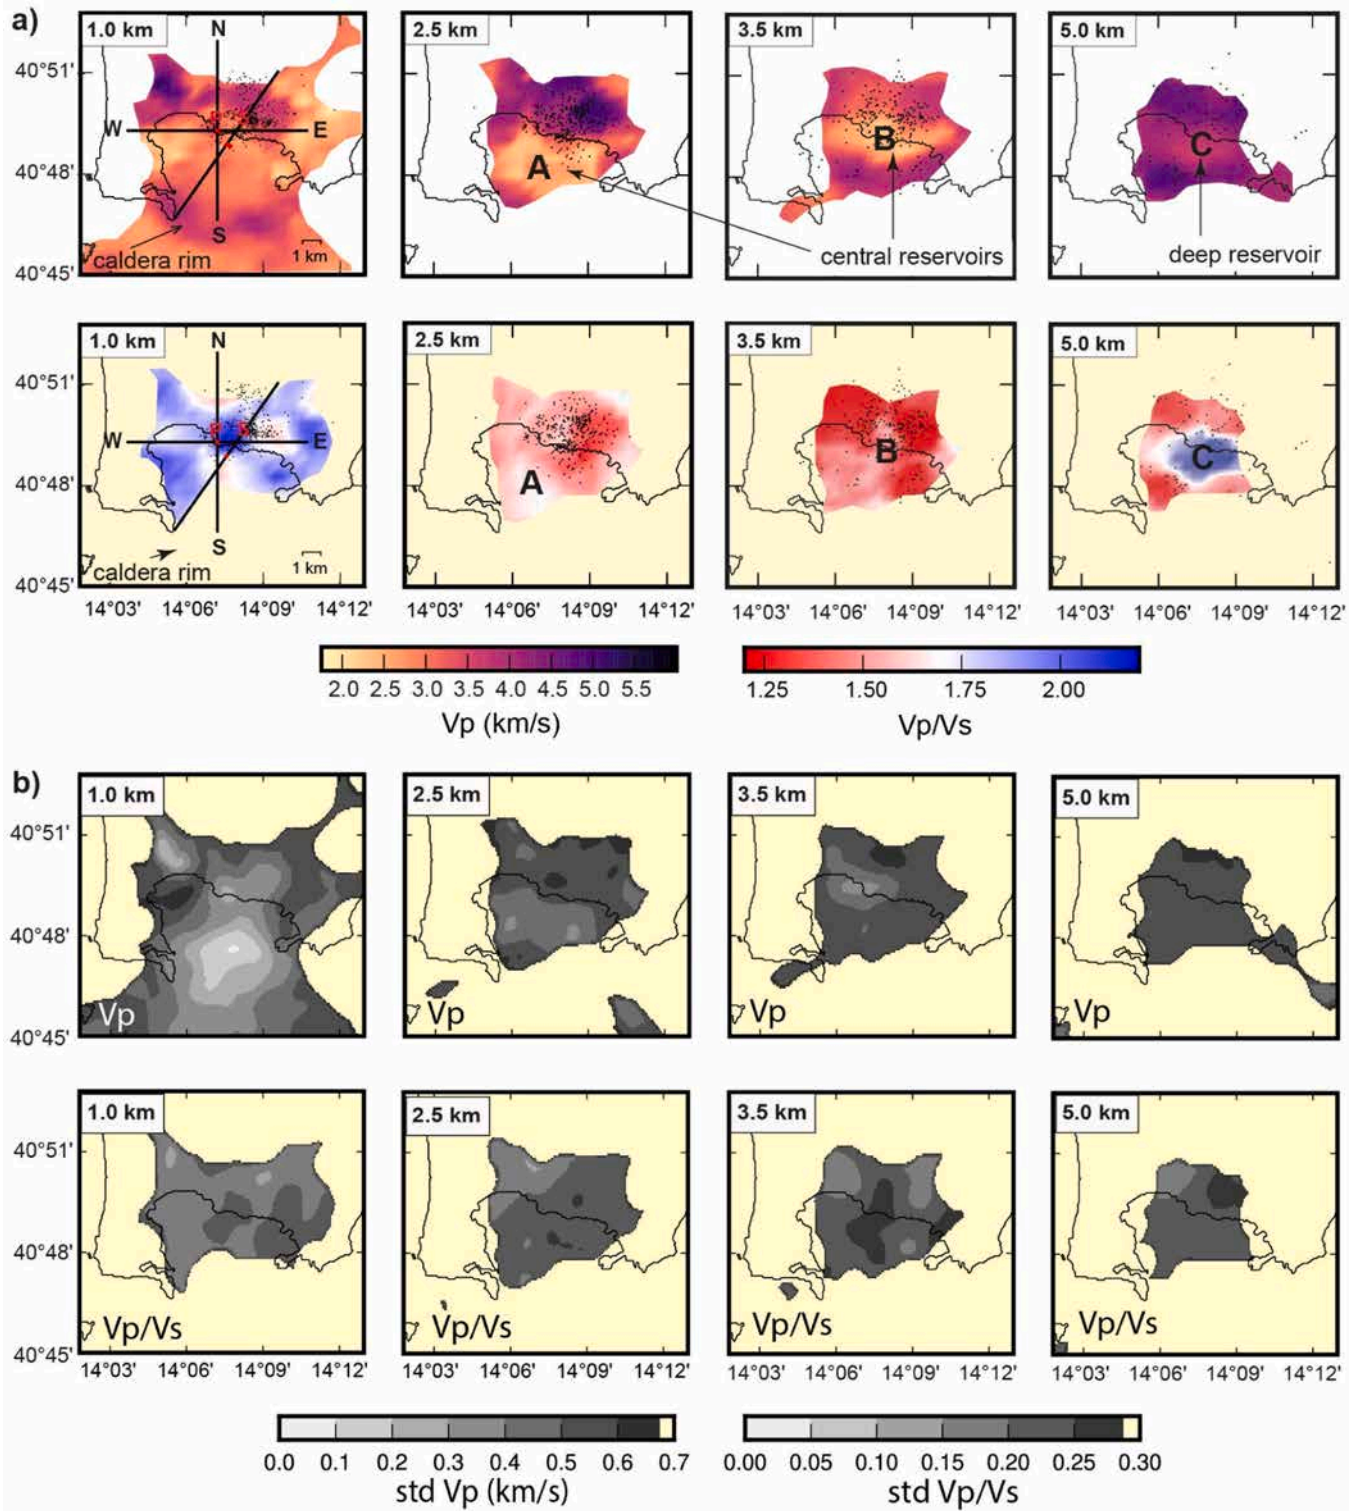 a)
1.0 km
2.5 km
3.5 km
5.0 km
N
40°51'
W
E
A
B
C
40°48'
S
caldera rim
1 km
central reservoirs
deep reservoir
40°45'
1.0 km
2.5 km
3.5 km
5.0 km
N
40°51'
W
E
A
B
C
40°48'
S
caldera rim
1 km
40°45'
14°03' 14°06' 14°09' 14°12'
14°03' 14°06' 14°09' 14°12'
14°03' 14°06' 14°09' 14°12'
14°03' 14°06' 14°09' 14°12'
2.0 2.5 3.0 3.5 4.0 4.5 5.0 5.5
Vp (km/s)
1.25 1.50 1.75 2.00
Vp/Vs
b)
1.0 km
2.5 km
3.5 km
5.0 km
40°51'
40°48'
Vp
Vp
Vp
Vp
40°45'
1.0 km
2.5 km
3.5 km
5.0 km
40°51'
40°48'
Vp/Vs
Vp/Vs
Vp/Vs
Vp/Vs
40°45'
14°03' 14°06' 14°09' 14°12'
14°03' 14°06' 14°09' 14°12'
14°03' 14°06' 14°09' 14°12'
14°03' 14°06' 14°09' 14°12'
0.0 0.1 0.2 0.3 0.4 0.5 0.6 0.7
std Vp (km/s)
0.00 0.05 0.10 0.15 0.20 0.25 0.30
std Vp/Vs